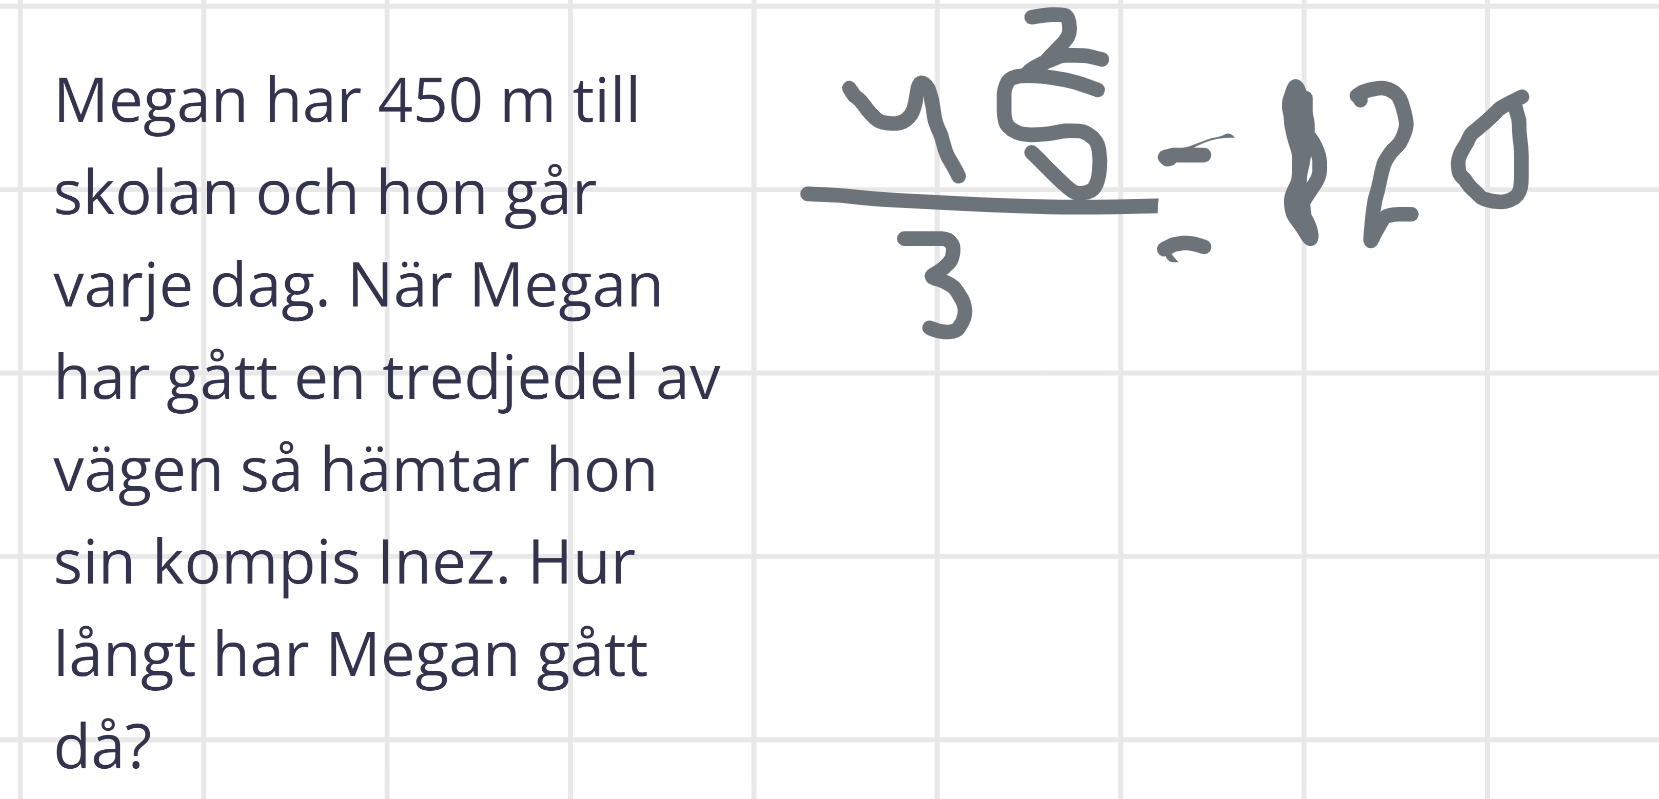 Megan har 450 m till
skolan och hon går
varje dag. När Megan
har gått en tredjedel av
vägen så hämtar hon
sin kompis Inez. Hur
långt har Megan gått
då?
2
45
3
= 120